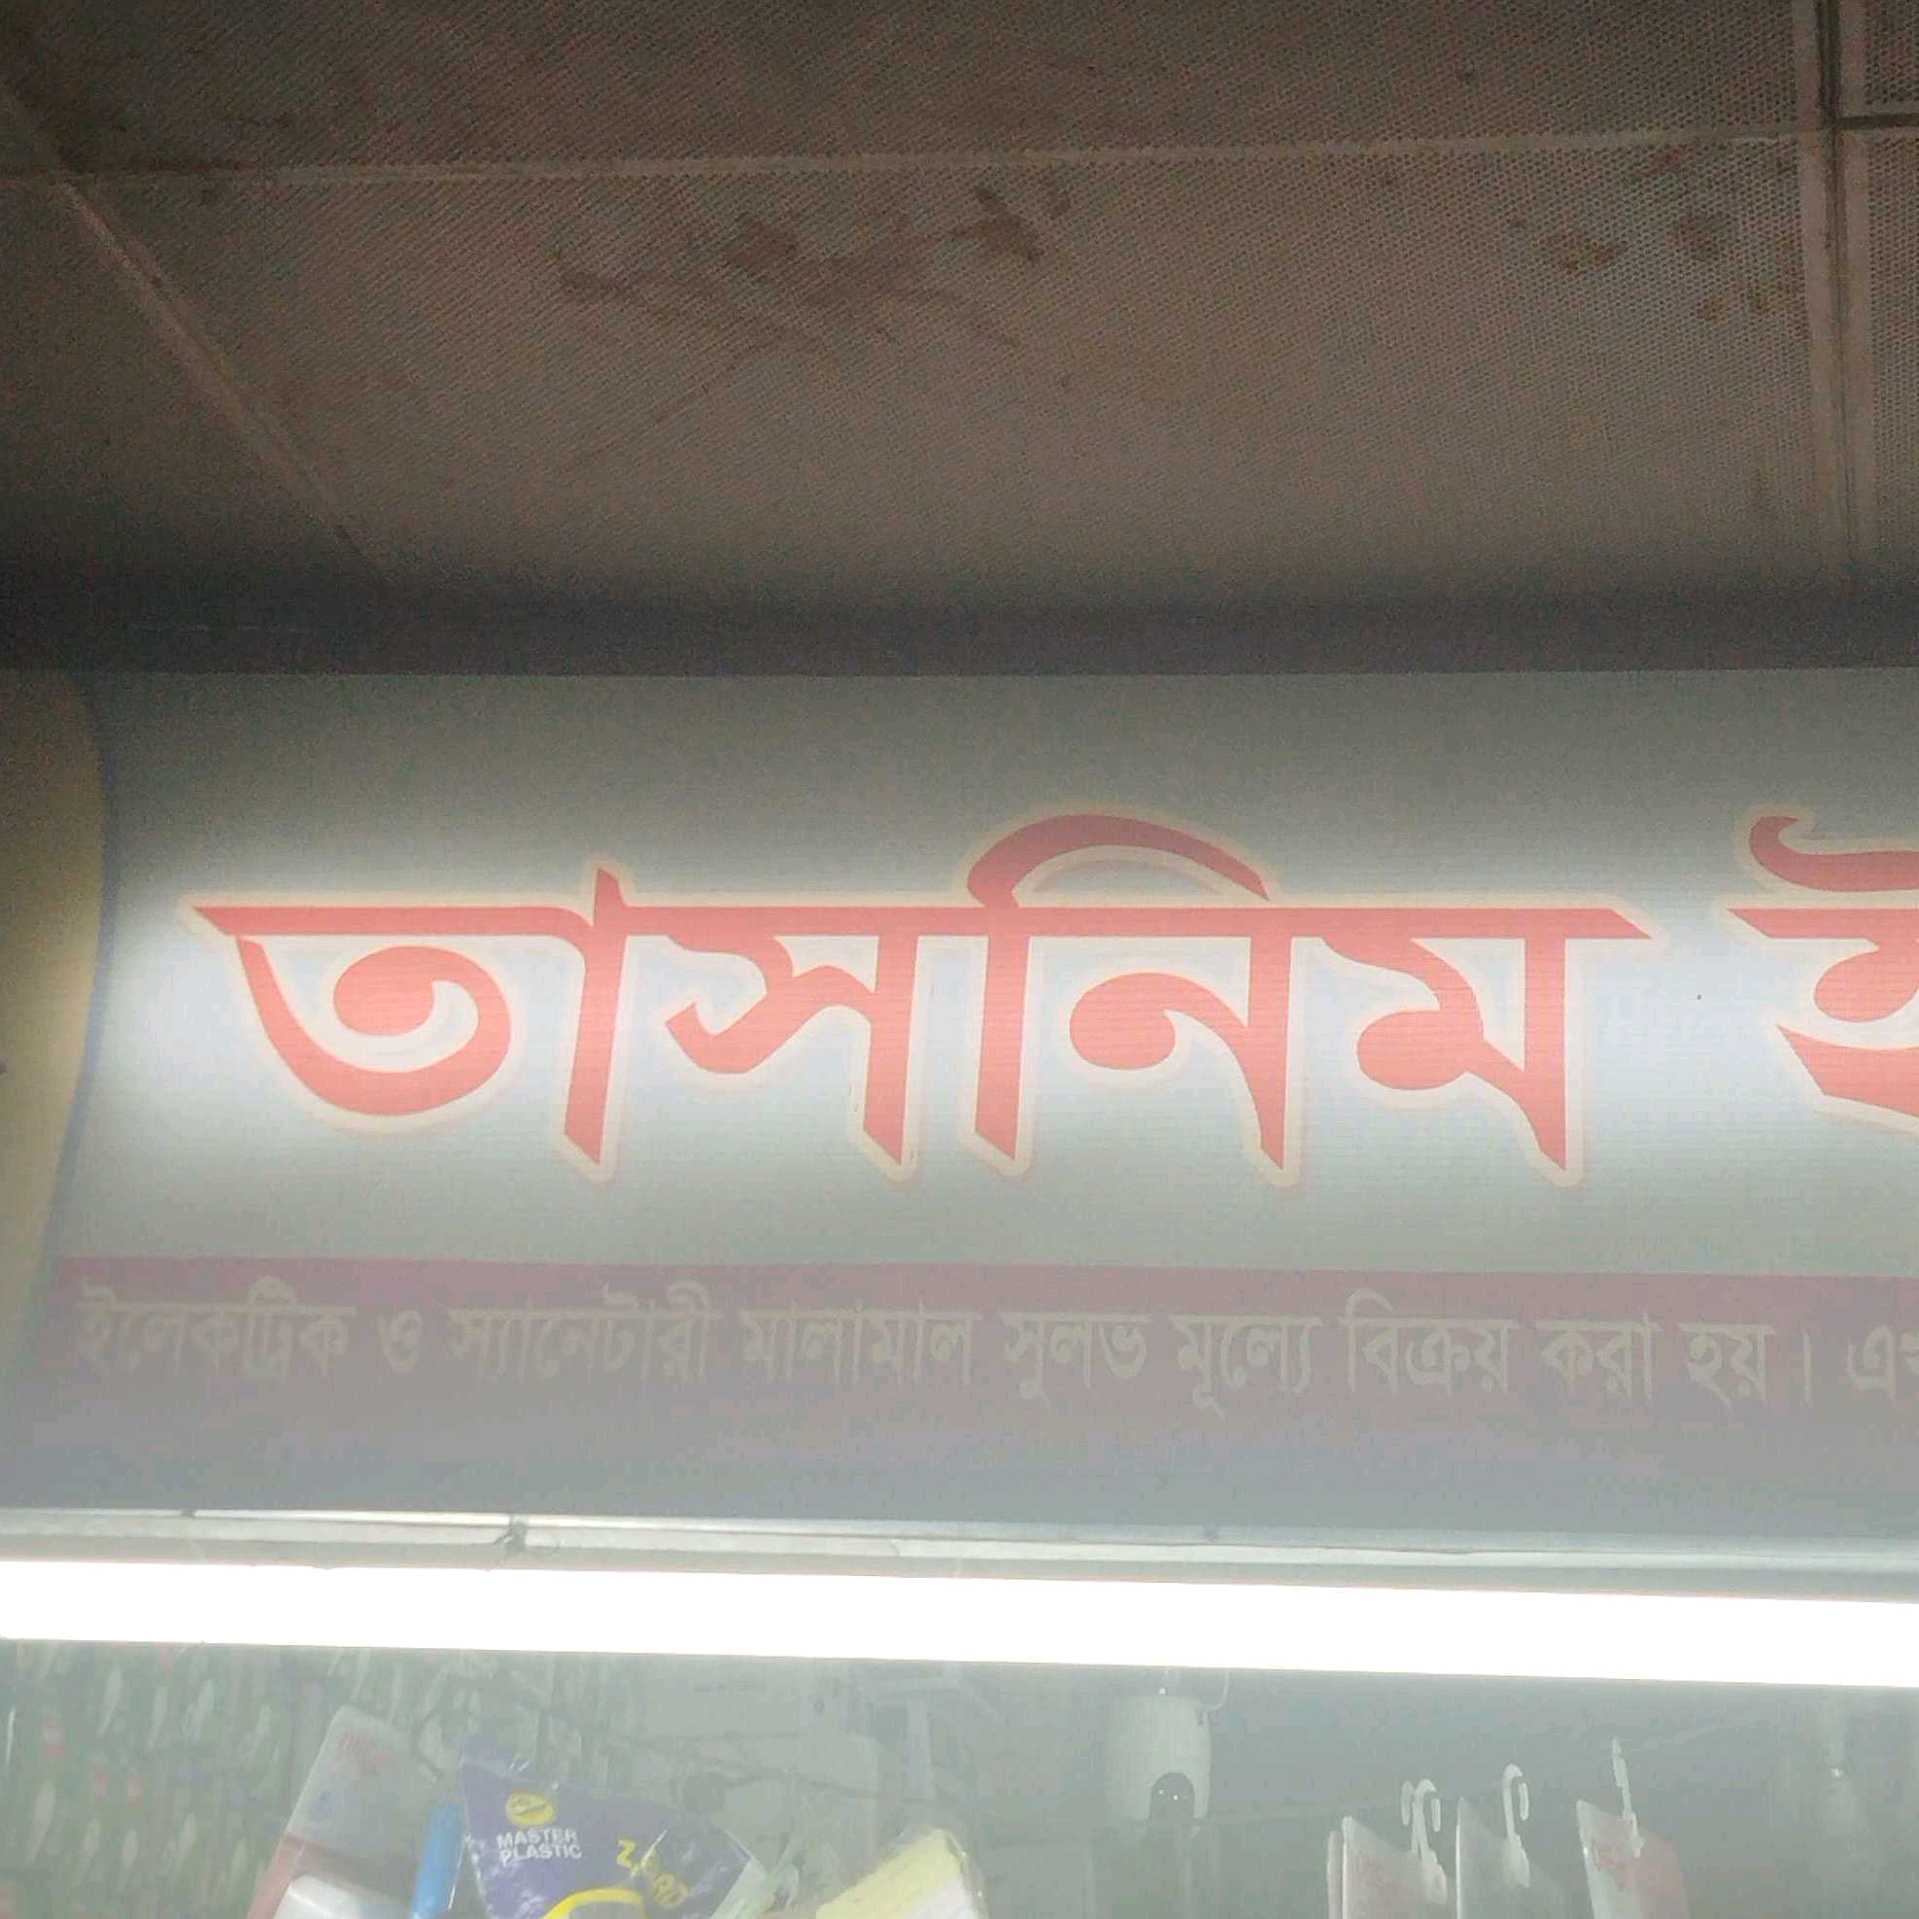 তাসনিম ই
ইলেকট্রিক ও স্যানেটারী মালামাল সুলভ মূল্যে বিক্রয় করা হয়।
MASTER
PLASTIC